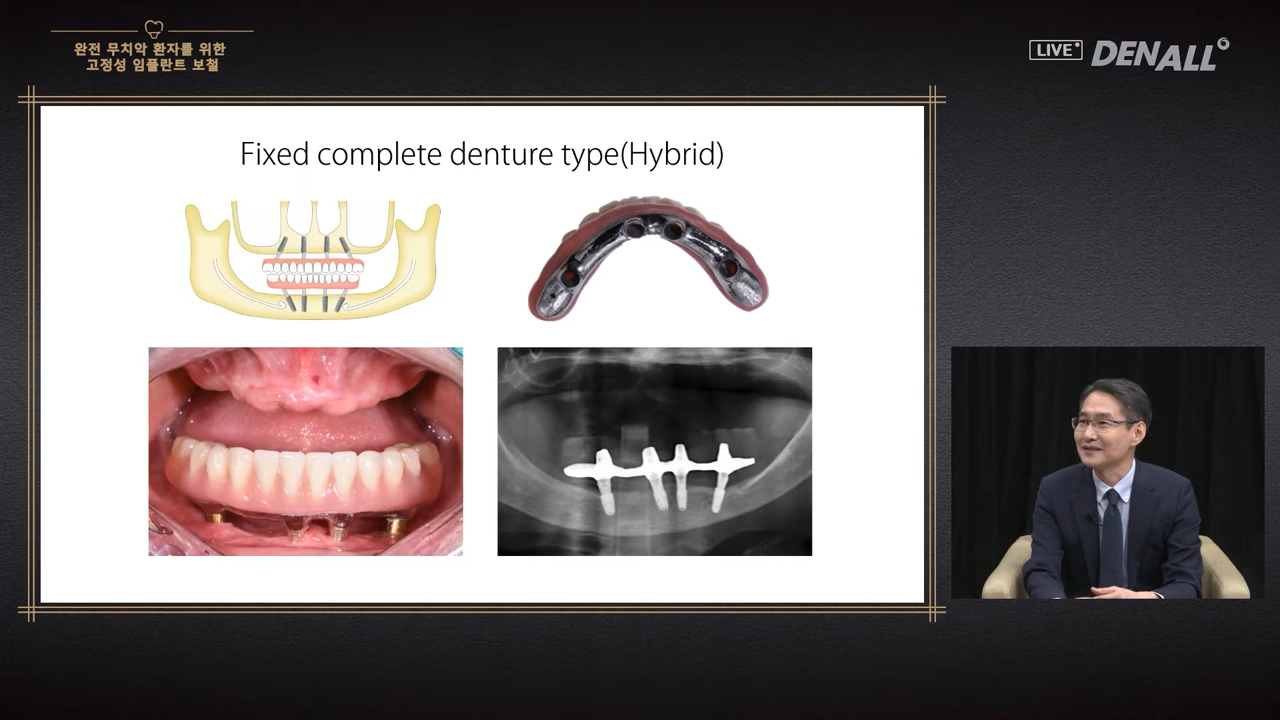 완전 무치악 환자를 위한
고정성 임플란트 보철
LIVE
DENALL
Fixed complete denture type(Hybrid)